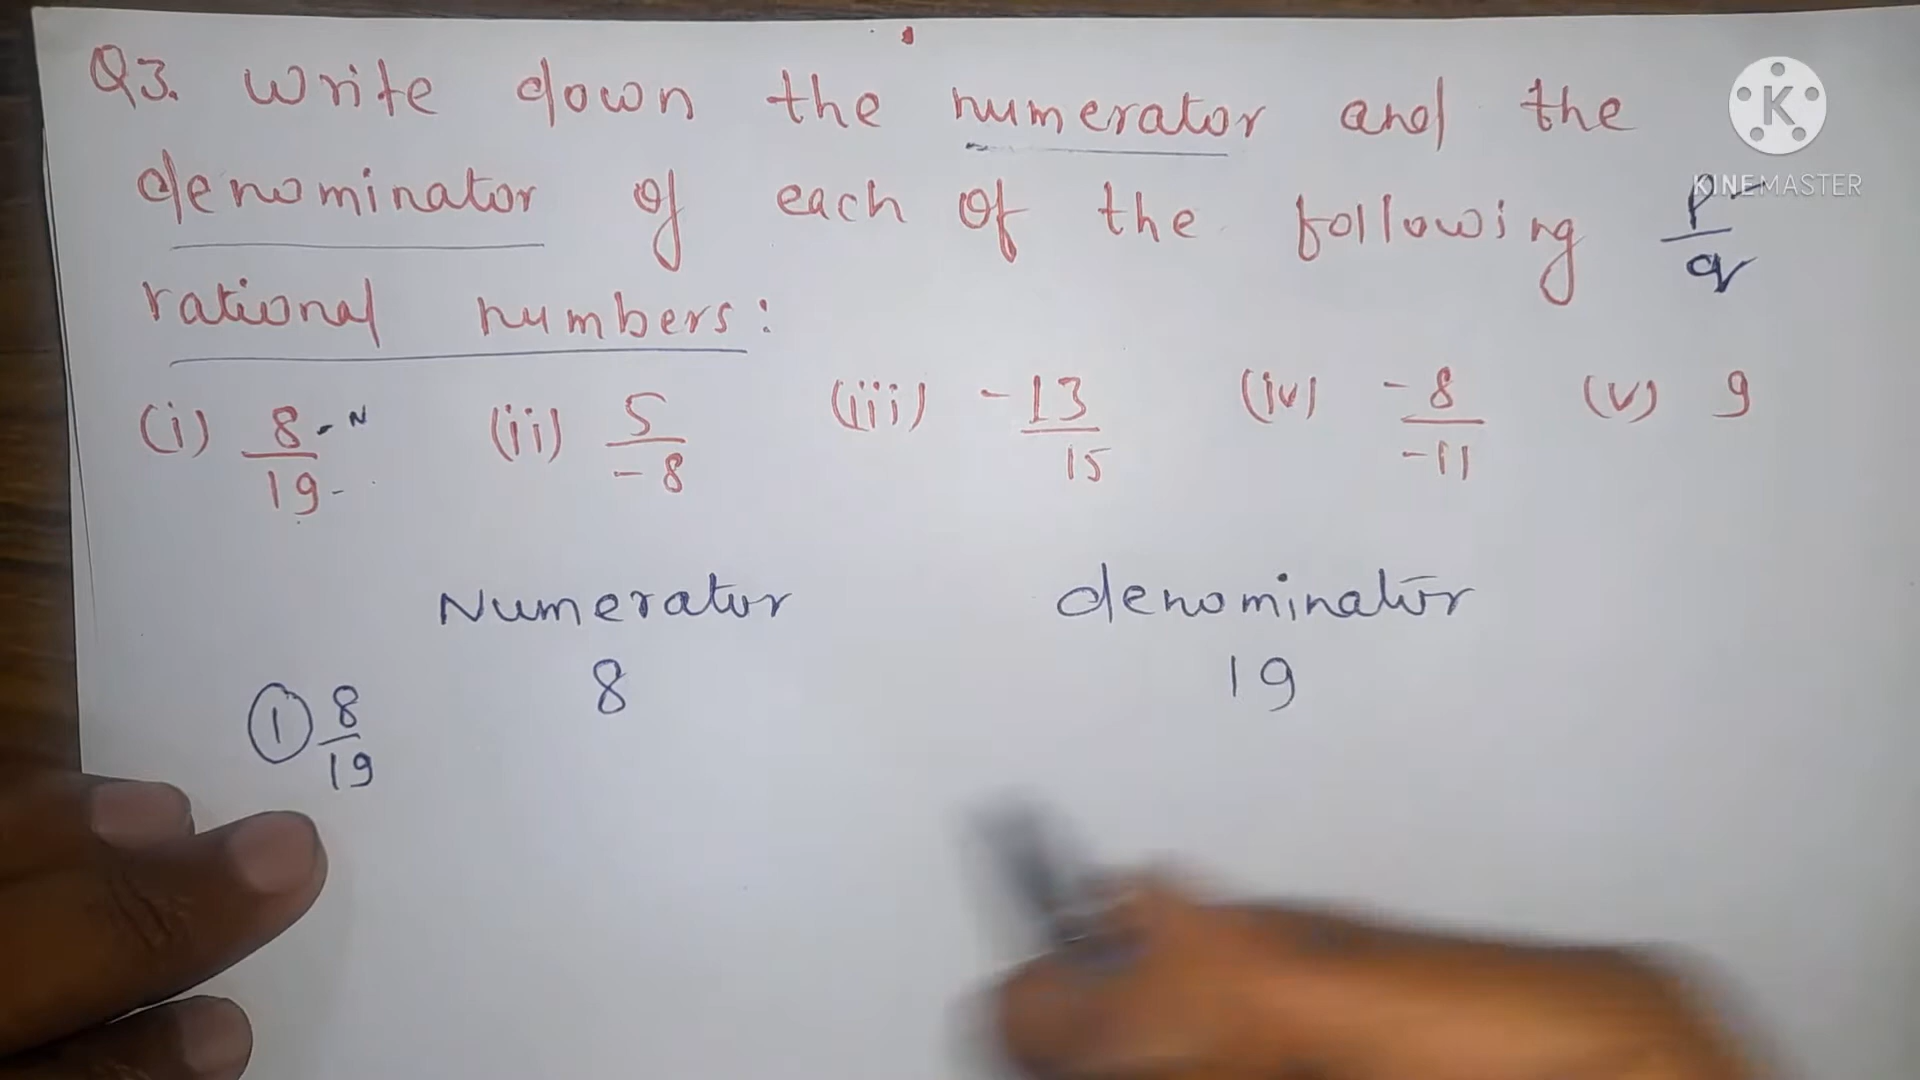 Q3. Write down the numerator and the
denominator of each of the following p/q
rational numbers:
(i) 8/19 - N (ii) 5/-8 (iii) -13/15 (iv) -8/-11 (v) 9
Numerator denominator
① 8/19 8 19
K
KINEMASTER